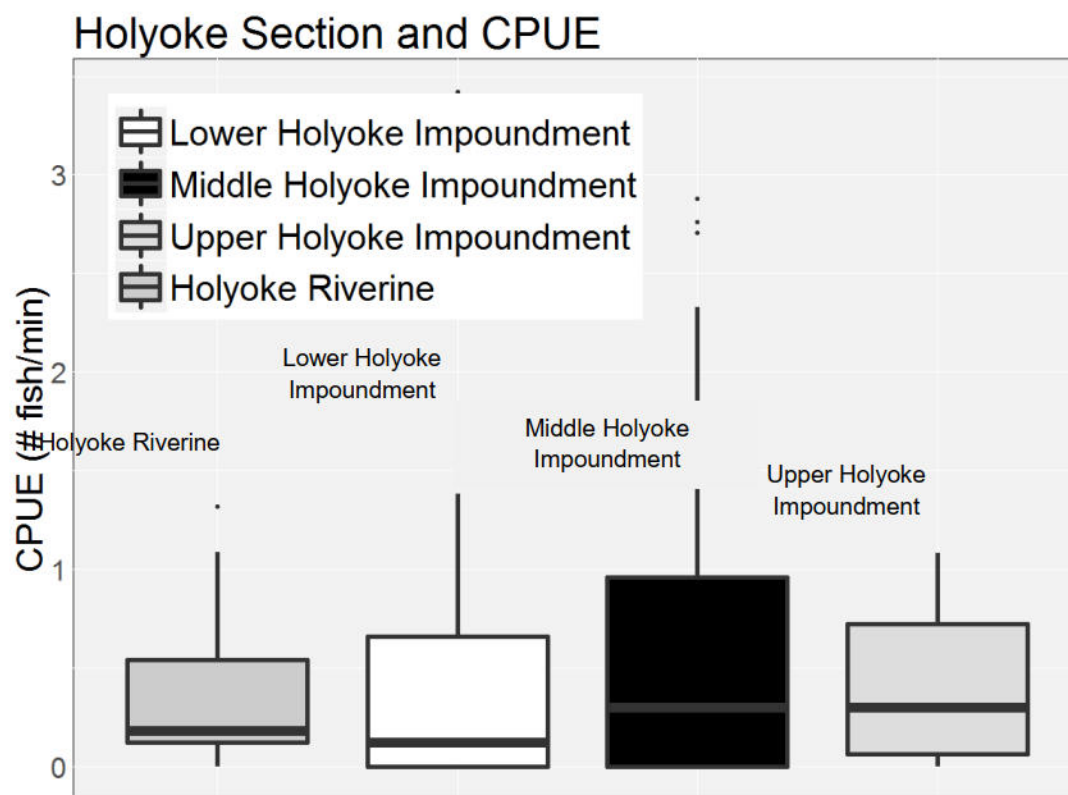 Holyoke Section and CPUE
Lower Holyoke Impoundment
Middle Holyoke Impoundment
Upper Holyoke Impoundment
Holyoke Riverine
CPUE (# fish/min)
3
2
1
0
Lower Holyoke
Impoundment
Holyoke Riverine
Middle Holyoke
Impoundment
Upper Holyoke
Impoundment